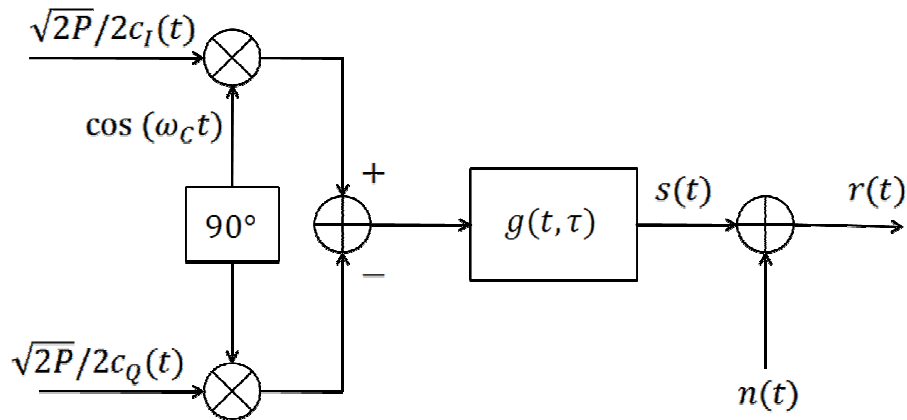 √2P/2c_I(t)
cos (ω_C t)
+
90°
g(t,τ)
s(t)
r(t)
−
√2P/2c_Q(t)
n(t)